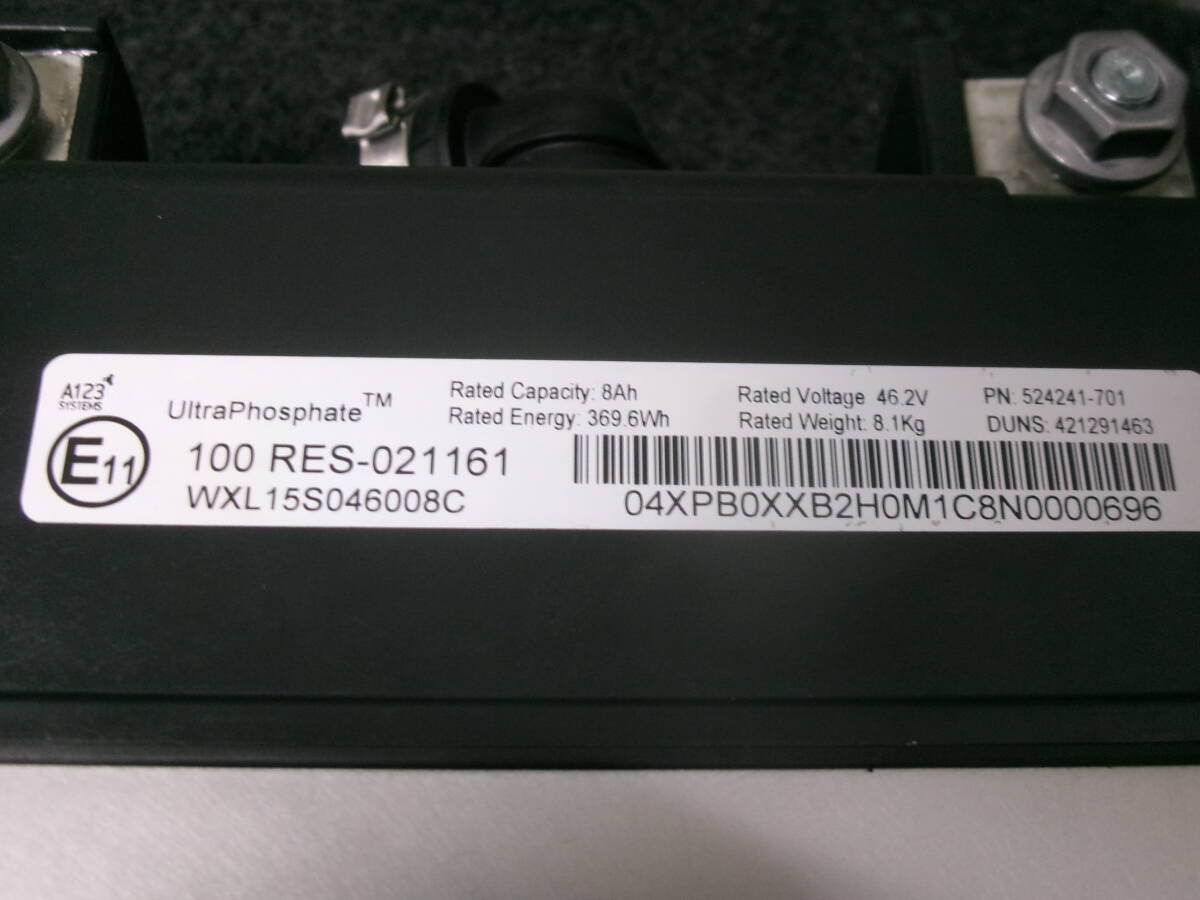 A123
SYSTEMS
UltraPhosphate™
Rated Capacity: 8Ah
Rated Energy: 369.6Wh
Rated Voltage 46.2V
Rated Weight: 8.1Kg
PN: 524241-701
DUNS: 421291463
E11
100 RES-021161
WXL15S046008C
04XPB0XXB2H0M1C8N0000696